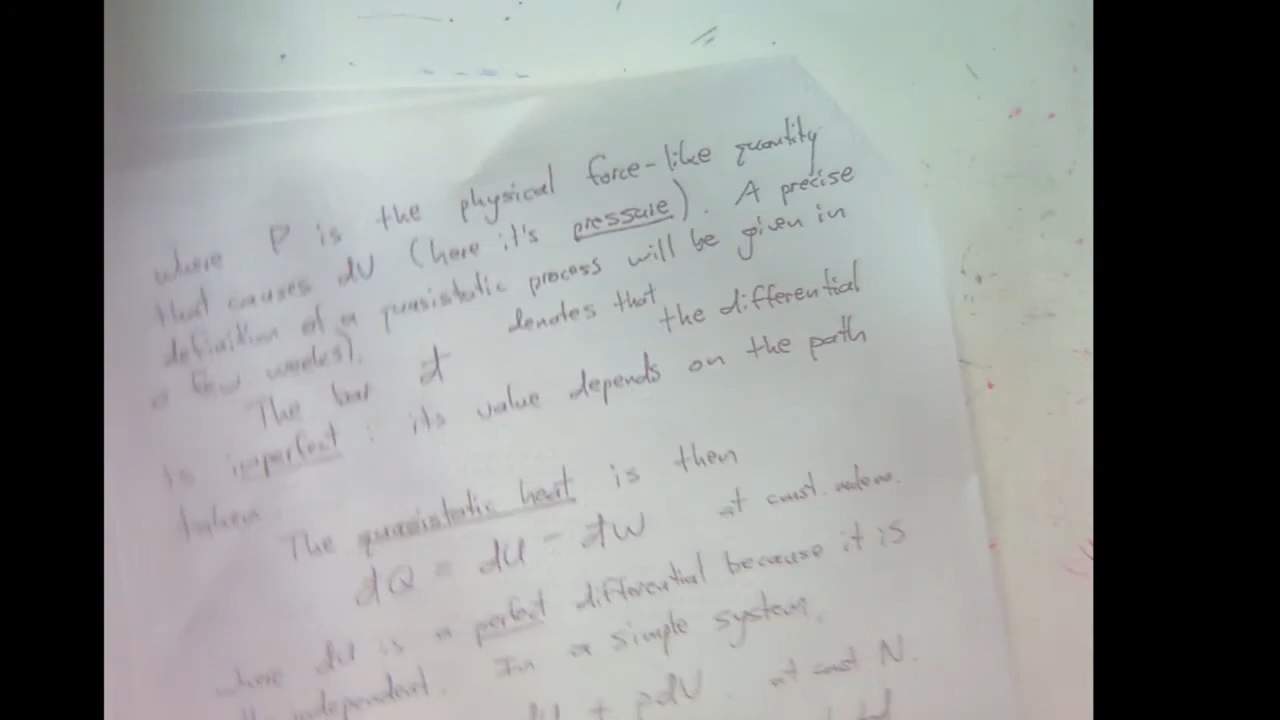 where P is the physical force-like quantity
that causes dV (here it's pressure). A precise
definition of a quasistatic process will be given in
a few weeks).
The bar đ denotes that the differential
is imperfect: its value depends on the path
taken
The quasistatic heat is then
đQ = dU - đW at const.
where dU is a perfect differential because it is
independent. In a simple system,
dU + pdV at const N.